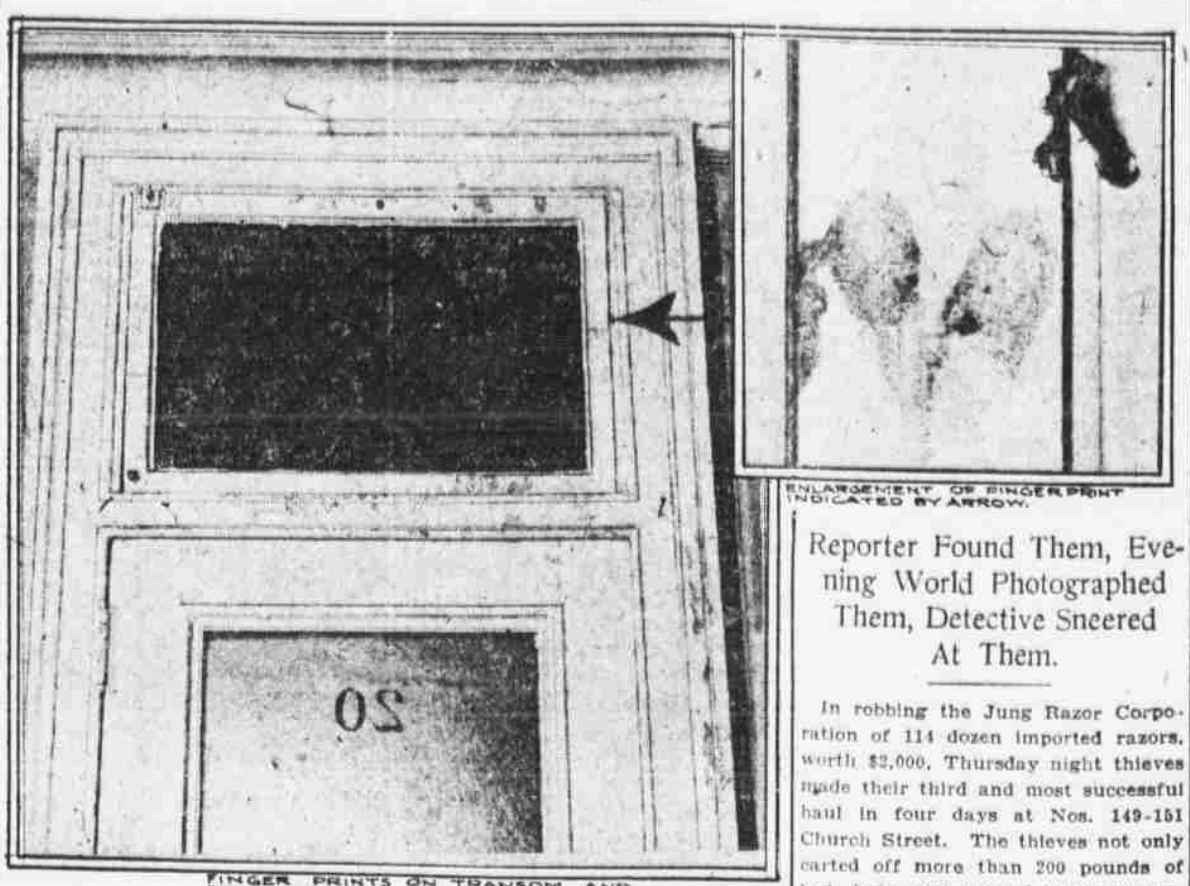 20
FINGER PRINTS ON TRANSOM AND
ENLARGEMENT OF FINGERPRINT
INDICATED BY ARROW.
Reporter Found Them, Eve-
ning World Photographed
Them, Detective Sneered
At Them.
In robbing the Jung Razor Corpo-
ration of 114 dozen imported razors,
worth $2,000, Thursday night thieves
made their third and most successful
haul in four days at Nos. 149-151
Church Street. The thieves not only
carted off more than 200 pounds of